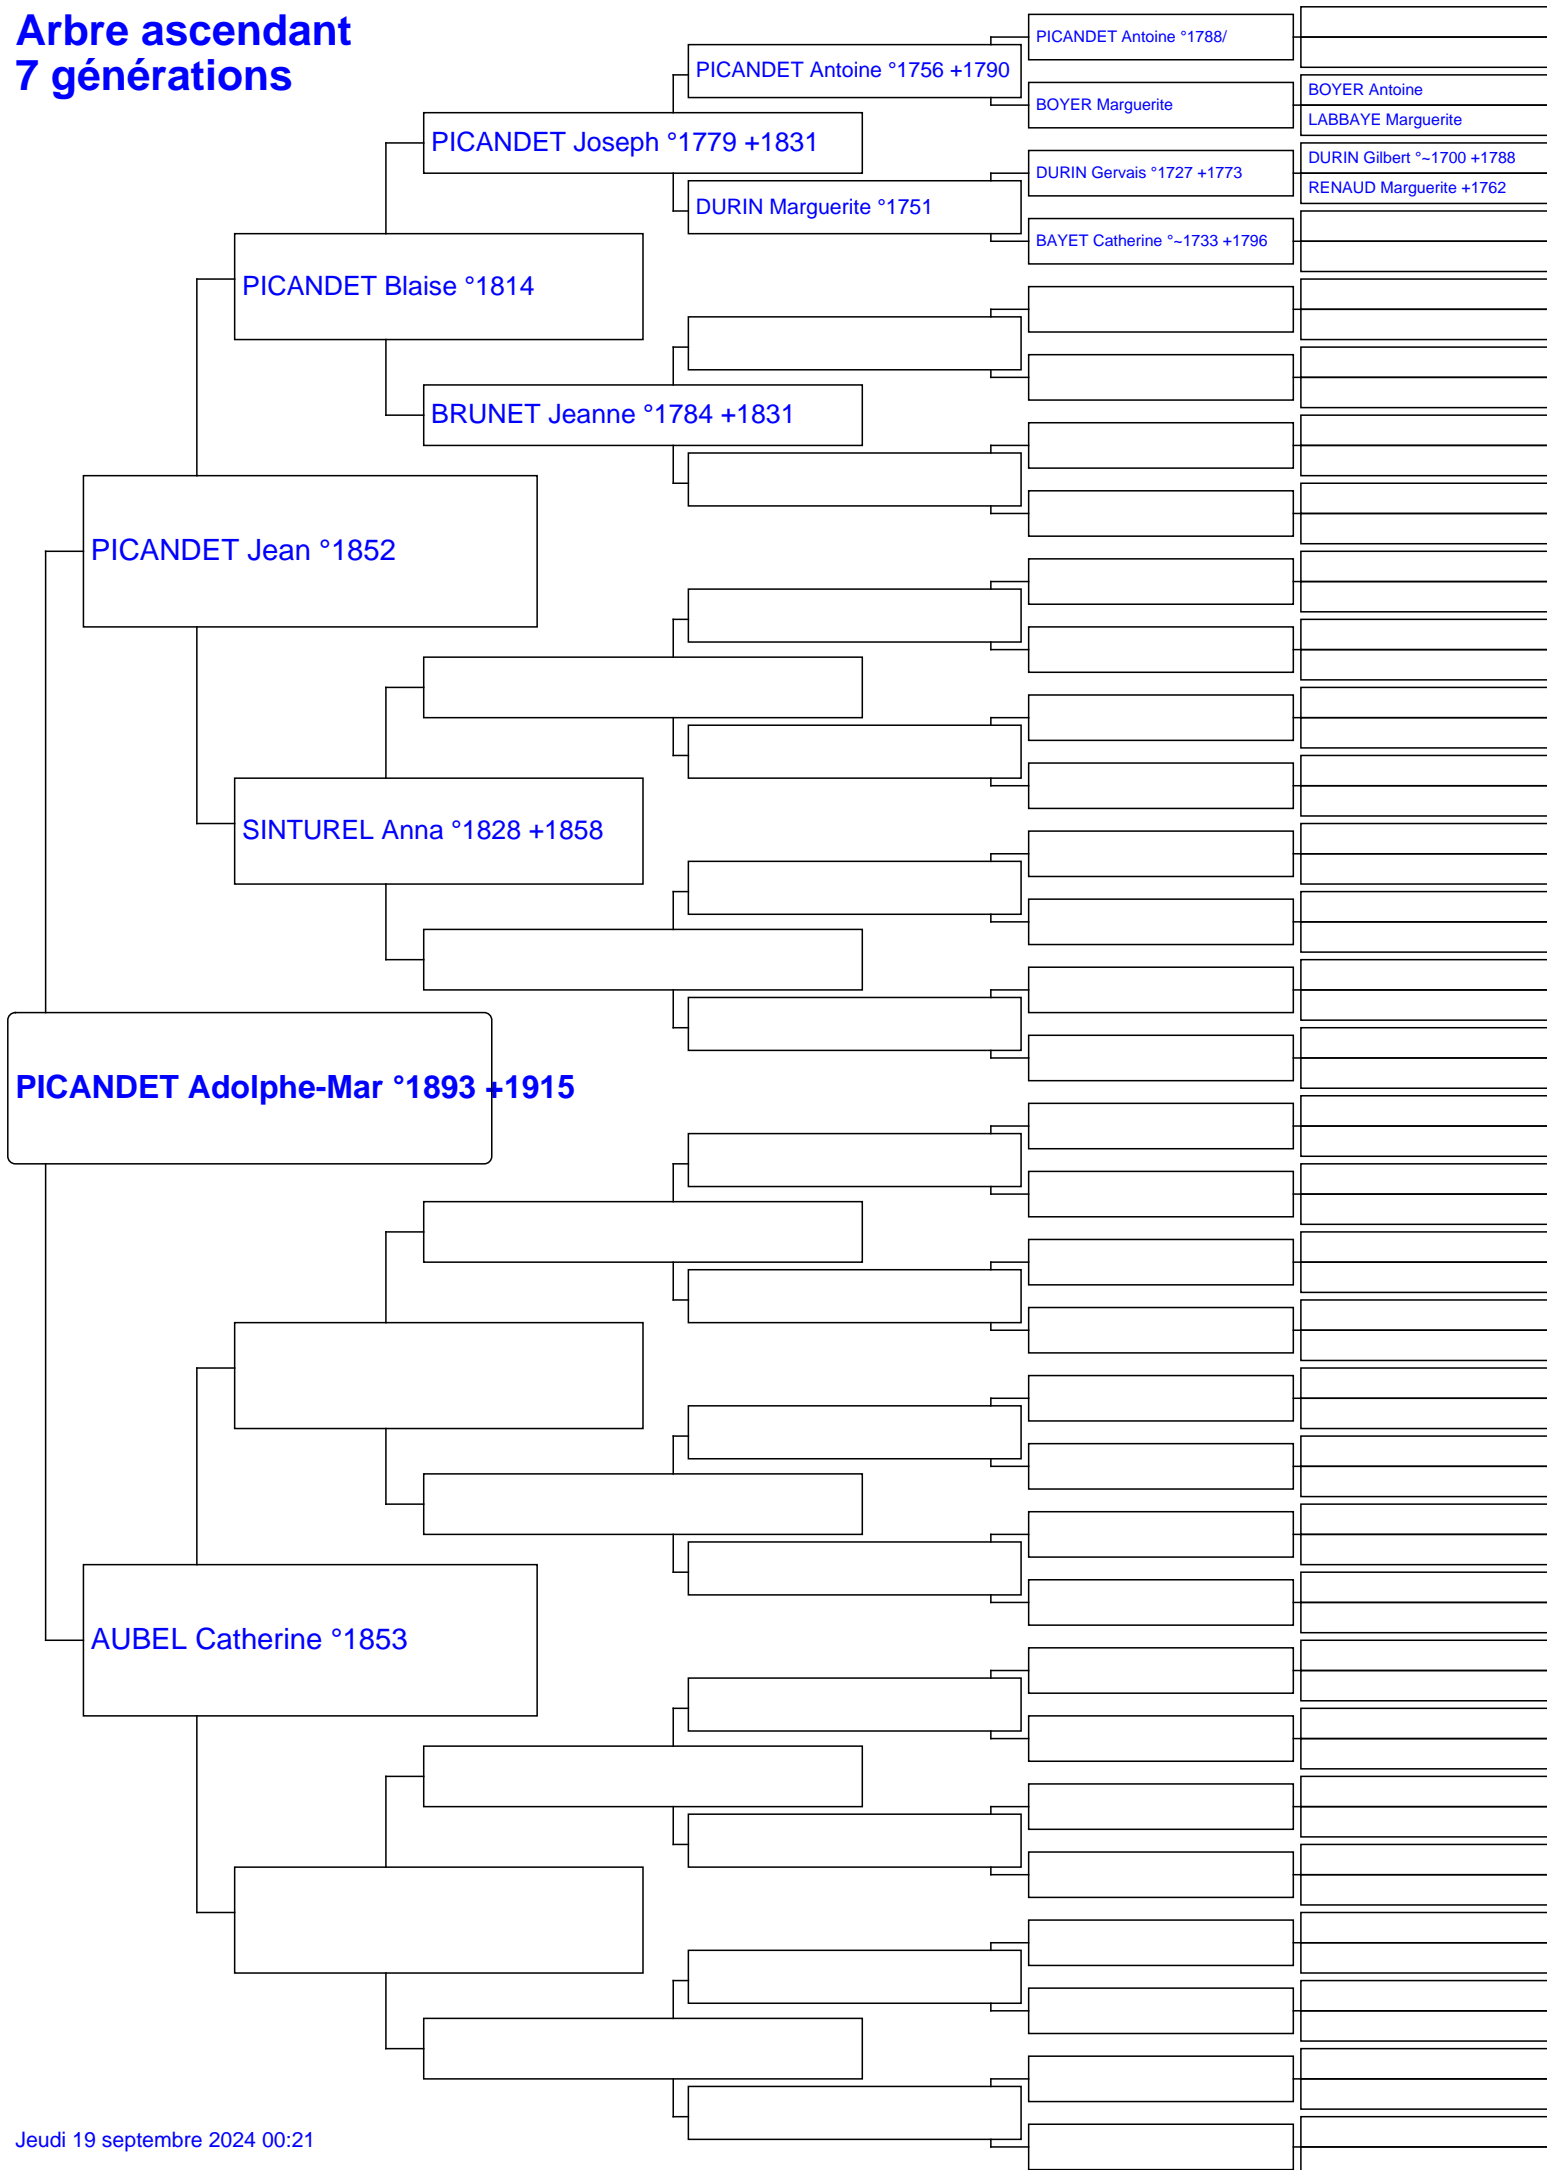 Arbre ascendant
7 générations
PICANDET Antoine °1788/
PICANDET Antoine °1756 +1790
BOYER Antoine
BOYER Marguerite
LABBAYE Marguerite
PICANDET Joseph °1779 +1831
DURIN Gilbert °~1700 +1788
DURIN Gervais °1727 +1773
RENAUD Marguerite +1762
DURIN Marguerite °1751
BAYET Catherine °~1733 +1796
PICANDET Blaise °1814
BRUNET Jeanne °1784 +1831
PICANDET Jean °1852
SINTUREL Anna °1828 +1858
PICANDET Adolphe-Mar °1893 +1915
AUBEL Catherine °1853
Jeudi 19 septembre 2024 00:21